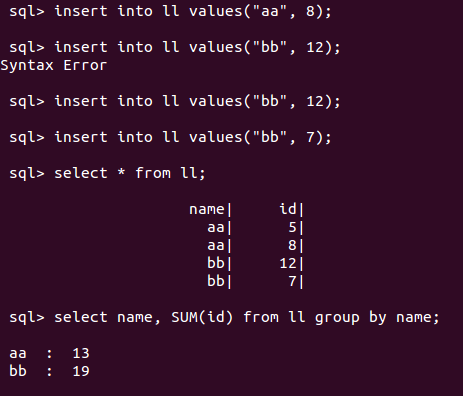 sql> insert into ll values("aa", 8);
sql> insert into ll values("bb", 12);
Syntax Error
sql> insert into ll values("bb", 12);
sql> insert into ll values("bb", 7);
sql> select * from ll;
name| id|
aa| 5|
aa| 8|
bb| 12|
bb| 7|
sql> select name, SUM(id) from ll group by name;
aa : 13
bb : 19